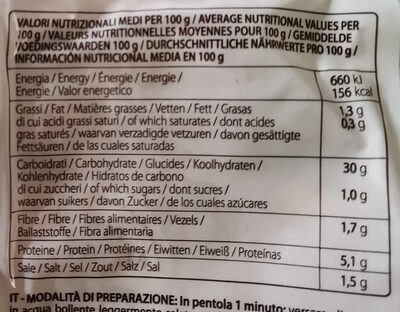 VALORI NUTRIZIONALI MEDI PER 100 g / AVERAGE NUTRITIONAL VALUES PER
100 g / VALEURS NUTRITIONNELLES MOYENNES POUR 100 g / GEMIDDELDE
VOEDINGSWAARDEN 100 g / DURCHSCHNITTLICHE NÄHRWERTE PRO 100 g /
INFORMACIÓN NUTRICIONAL MEDIA EN 100 g
Energia / Energy / Énergie / Energie / 660 kJ
Energie / Valor energetico 156 kcal
Grassi / Fat / Matières grasses / Vetten / Fett / Grasas 1,3 g
di cui acidi grassi saturi / of which saturates / dont acides 0,3 g
gras saturés / waarvan verzadigde vetzuren / davon gesättigte
Fettsäuren / de las cuales saturadas
Carboidrati / Carbohydrate / Glucides / Koolhydraten / 30 g
Kohlenhydrate / Hidratos de carbono
di cui zuccheri / of which sugars / dont sucres / 1,0 g
waarvan suikers / davon Zucker / de los cuales azúcares
Fibre / Fibre / Fibres alimentaires / Vezels / 1,7 g
Ballaststoffe / Fibra alimentaria
Proteine / Protein / Protéines / Eiwitten / Eiweiß / Proteínas 5,1 g
Sale / Salt / Sel / Zout / Salz / Sal 1,5 g
IT - MODALITÀ DI PREPARAZIONE: In pentola 1 minuto:
in acqua bollente leggermente